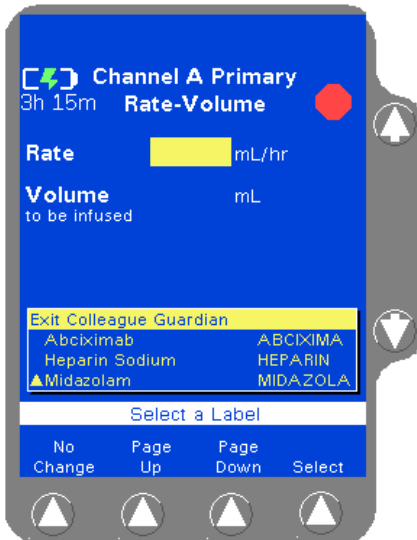 Channel A Primary
3h 15m Rate-Volume
Rate mL/hr
Volume mL
to be infused
Exit Colleague Guardian
Abciximab ABCIXIMA
Heparin Sodium HEPARIN
Midazolam MIDAZOLA
Select a Label
No Page Page
Change Up Down Select